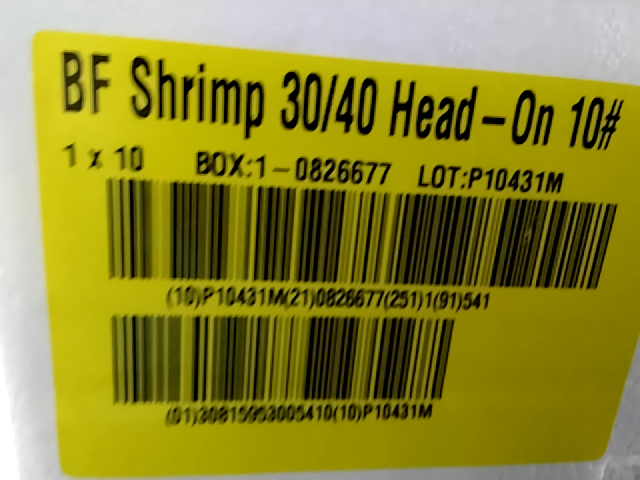 BF Shrimp 30/40 Head-On 10#
1 x 10 BOX:1-0826677 LOT:P10431M
(10)P10431M(21)0826677(251)1(91)541
(01)30815953005410(10)P10431M